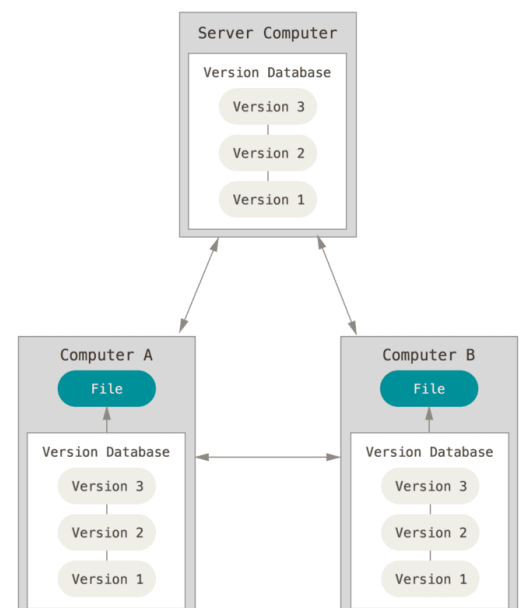 Server Computer
Version Database
Version 3
Version 2
Version 1
Computer A
File
Version Database
Version 3
Version 2
Version 1
Computer B
File
Version Database
Version 3
Version 2
Version 1